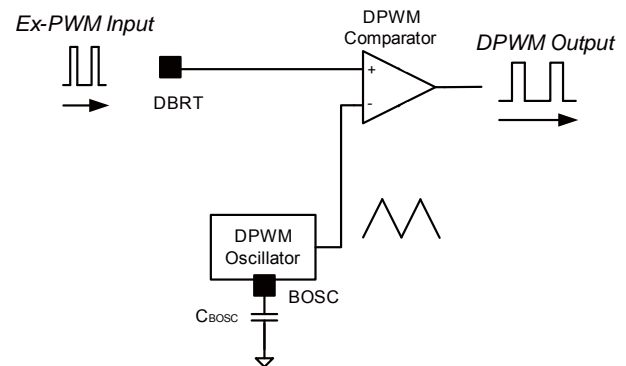 Ex-PWM Input
DPWM
Comparator
DPWM Output
+
-
DBRT
DPWM
Oscillator
BOSC
CBOSC